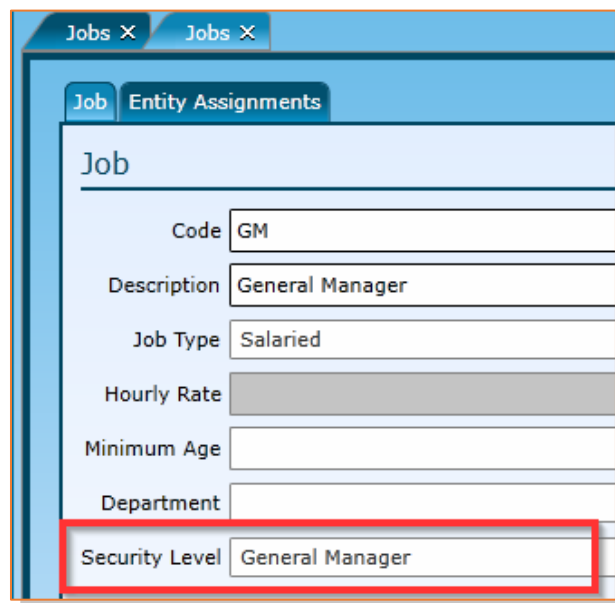 Jobs X Jobs X
Job Entity Assignments
Job
Code GM
Description General Manager
Job Type Salaried
Hourly Rate
Minimum Age
Department
Security Level General Manager